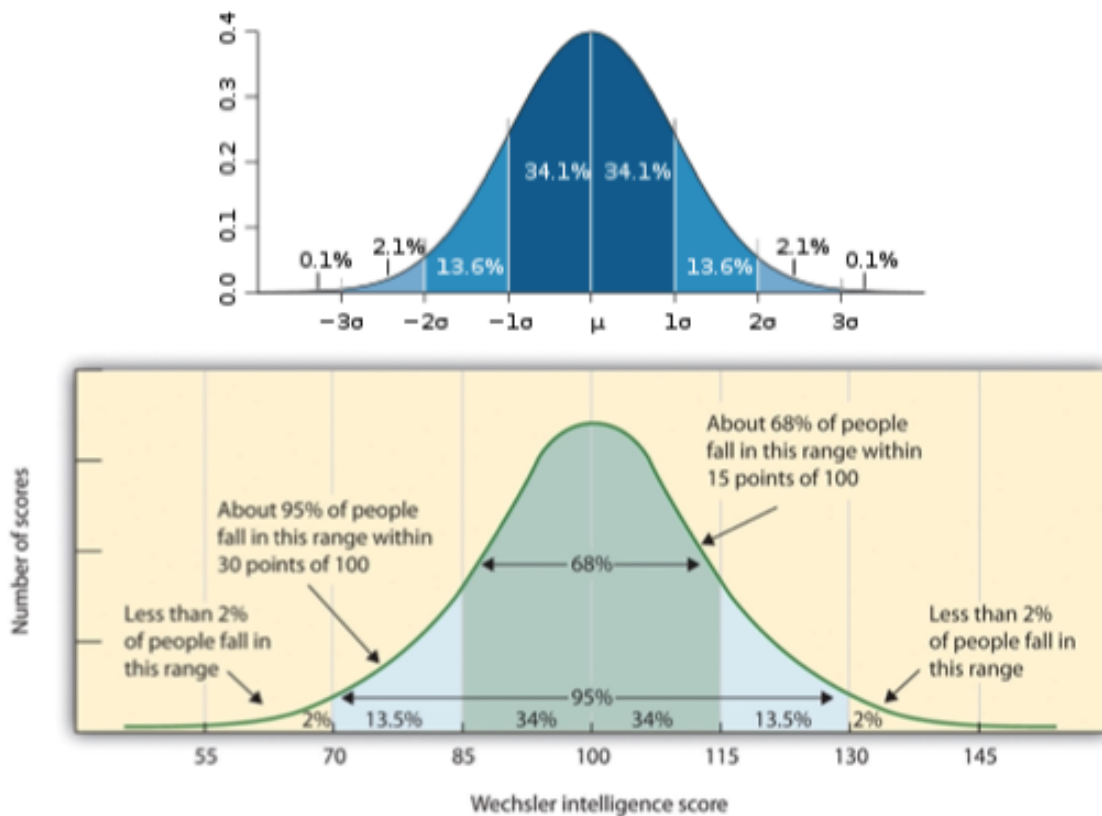 0.4
0.3
0.2
0.1
0.0
34.1% 34.1%
0.1% 2.1% 13.6% 13.6% 2.1% 0.1%
−3σ −2σ −1σ μ 1σ 2σ 3σ
Number of scores
About 68% of people
fall in this range within
15 points of 100
About 95% of people
fall in this range within
30 points of 100
68%
Less than 2%
of people fall in
this range
Less than 2%
of people fall in
this range
95%
2% 13.5% 34% 34% 13.5% 2%
55 70 85 100 115 130 145
Wechsler intelligence score